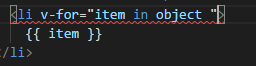 <li v-for="item in object ">
{{ item }}
</li>